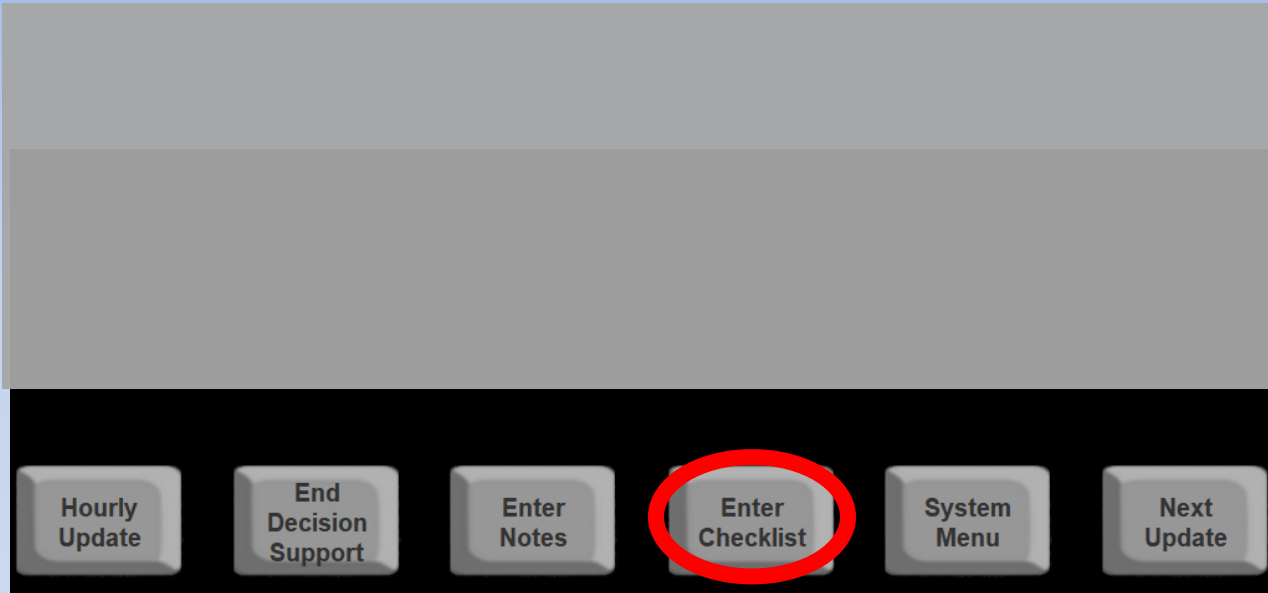 Hourly
Update
End
Decision
Support
Enter
Notes
Enter
Checklist
System
Menu
Next
Update